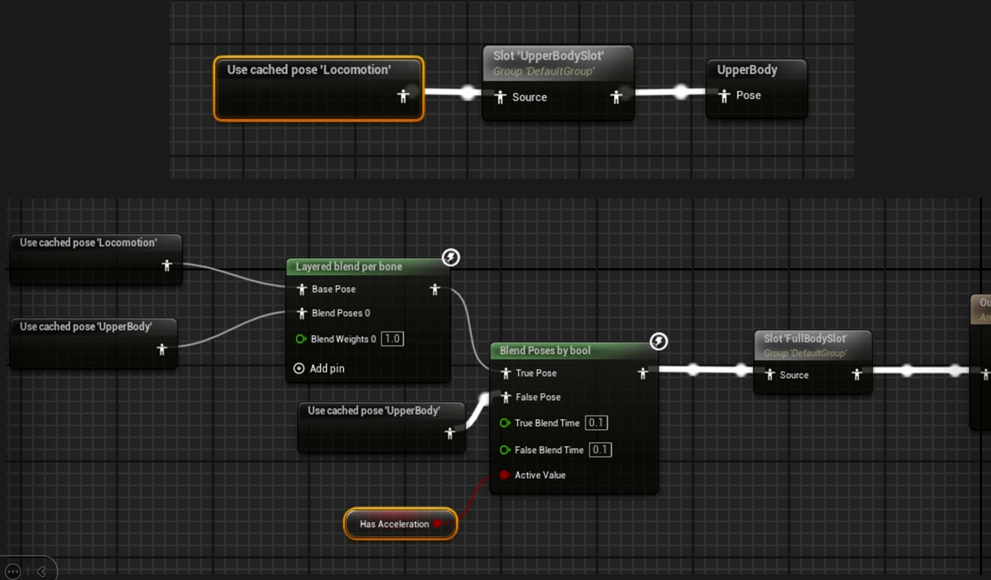 Use cached pose 'Locomotion'
Slot 'UpperBodySlot'
Group 'DefaultGroup'
Source
UpperBody
Pose
Use cached pose 'Locomotion'
Use cached pose 'UpperBody'
Layered blend per bone
Base Pose
Blend Poses 0
Blend Weights 0 1.0
Add pin
Use cached pose 'UpperBody'
Blend Poses by bool
True Pose
False Pose
True Blend Time 0.1
False Blend Time 0.1
Active Value
Has Acceleration
Slot 'FullBodySlot'
Group 'DefaultGroup'
Source
Ou
An